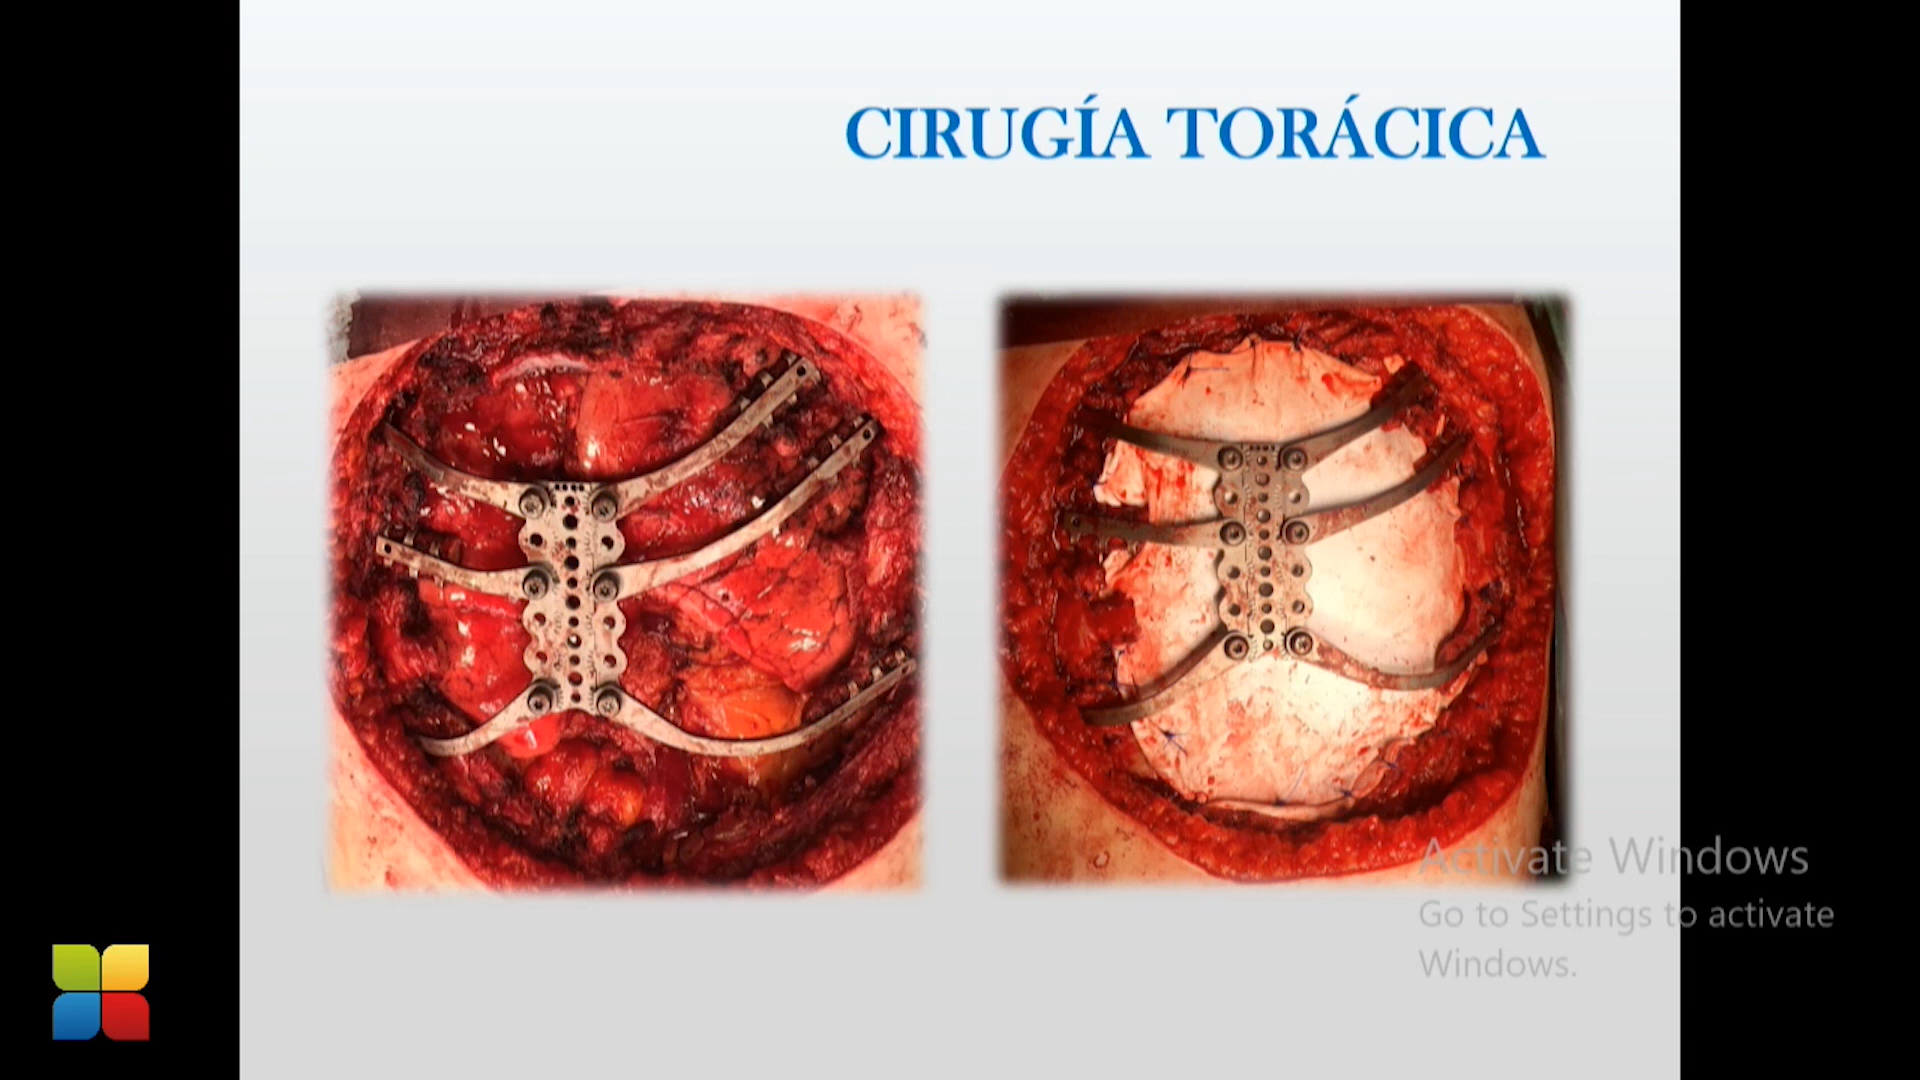 CIRUGÍA TORÁCICA
Activate Windows
Go to Settings to activate
Windows.